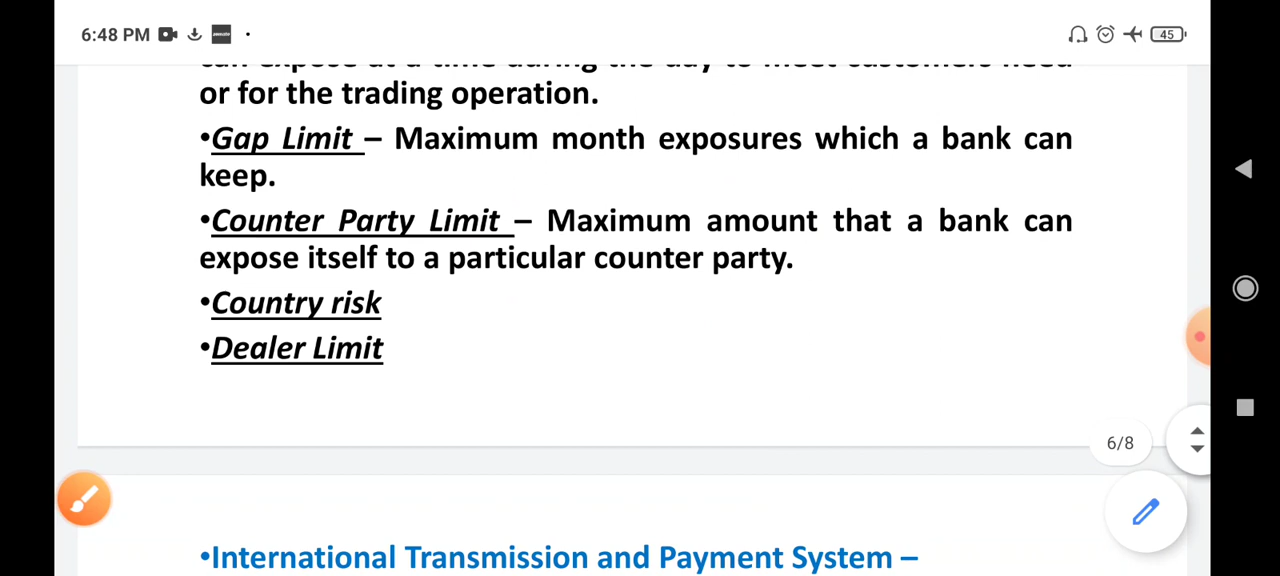 6:48 PM
45
or for the trading operation.
•Gap Limit – Maximum month exposures which a bank can
keep.
•Counter Party Limit – Maximum amount that a bank can
expose itself to a particular counter party.
•Country risk
•Dealer Limit
6/8
•International Transmission and Payment System –